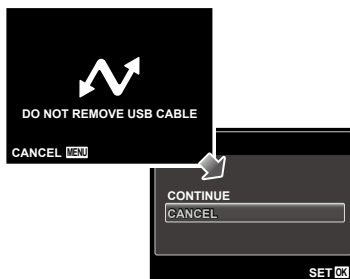 DO NOT REMOVE USB CABLE
CANCEL MENU
CONTINUE
CANCEL
SET OK